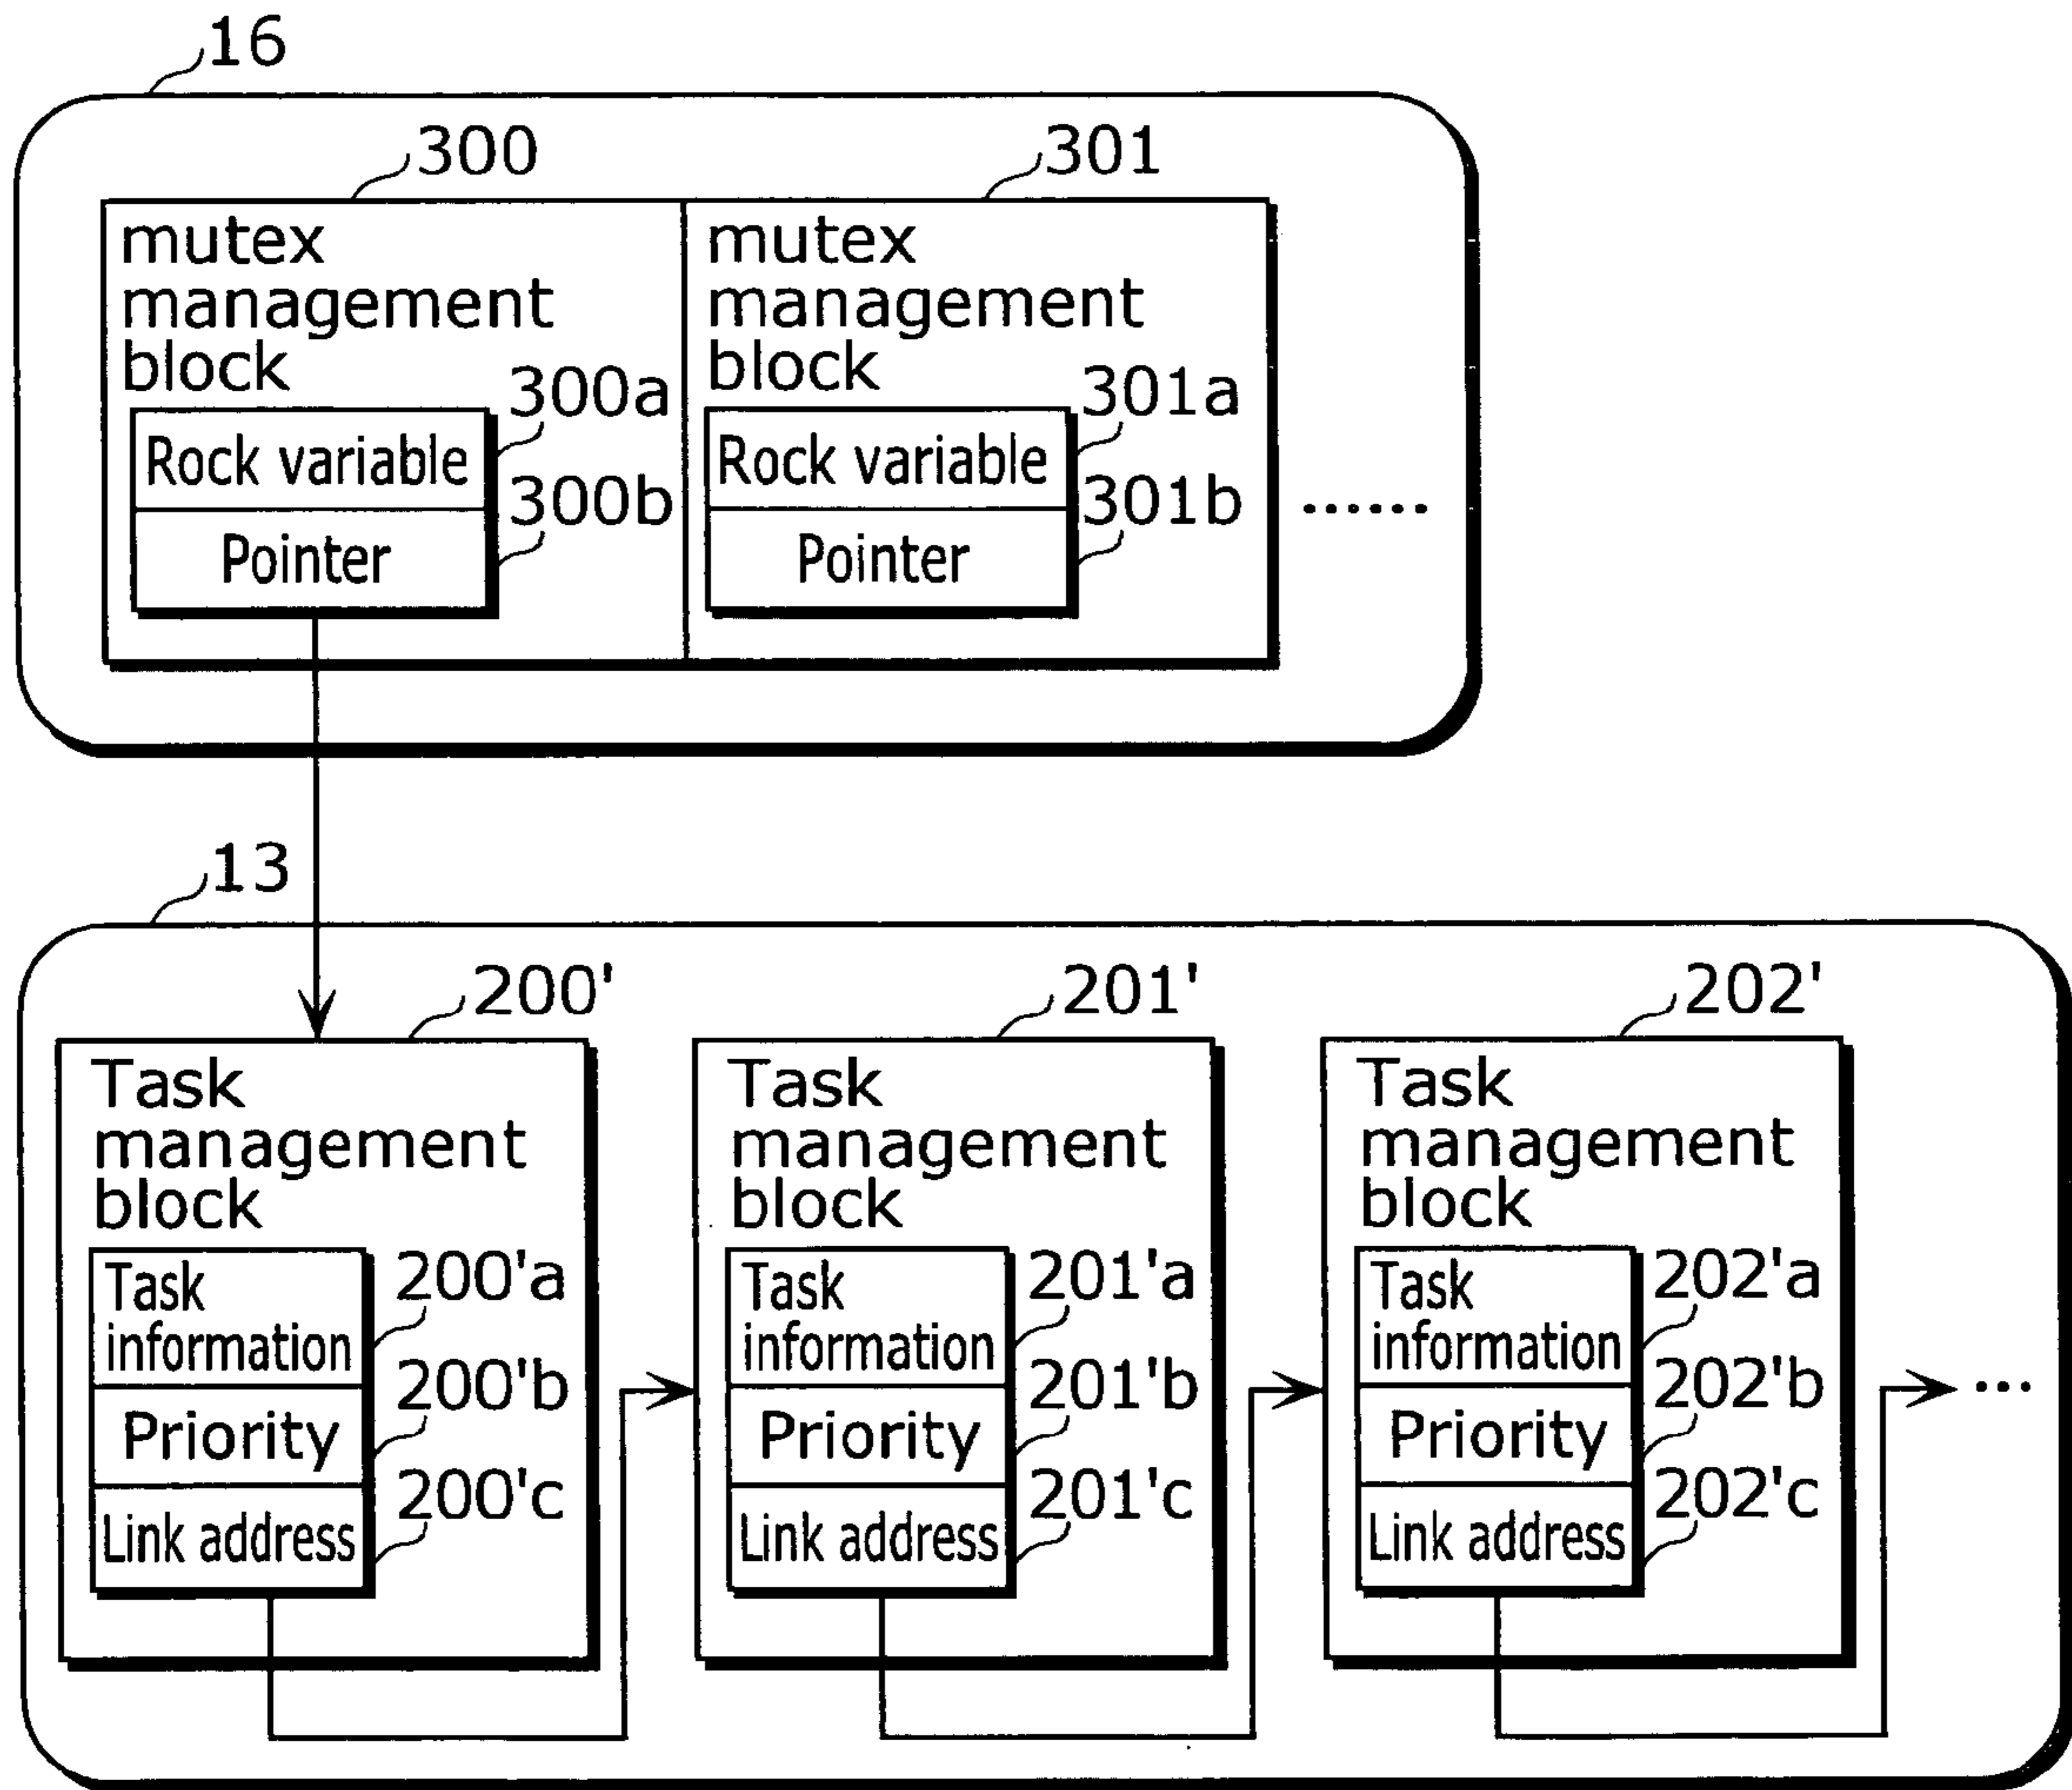 16
300
301
mutex
management
block
300a
Rock variable
300b
Pointer
mutex
management
block
301a
Rock variable
301b
Pointer
......
13
200'
201'
202'
Task
management
block
200'a
Task
information
200'b
Priority
200'c
Link address
Task
management
block
201'a
Task
information
201'b
Priority
201'c
Link address
Task
management
block
202'a
Task
information
202'b
Priority
202'c
Link address
...